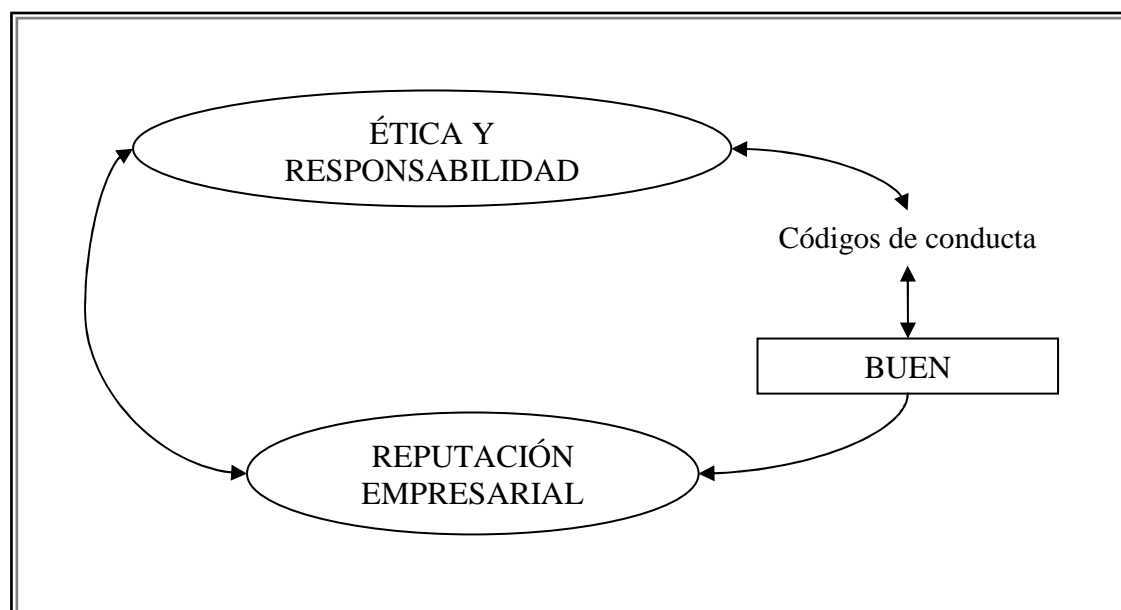 ÉTICA Y
RESPONSABILIDAD
Códigos de conducta
BUEN
REPUTACIÓN
EMPRESARIAL